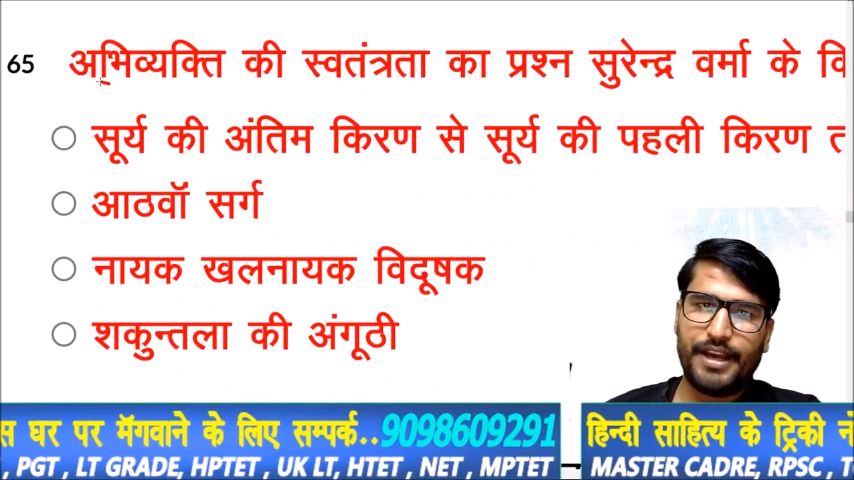 65 अभिव्यक्ति की स्वतंत्रता का प्रश्न सुरेन्द्र वर्मा के
सूर्य की अंतिम किरण से सूर्य की पहली किरण
आठवॉं सर्ग
नायक खलनायक विदूषक
शकुन्तला की अंगूठी
स घर पर मॅगवाने के लिए सम्पर्क..9098609291 हिन्दी साहित्य के ट्रिकी नो
, PGT , LT GRADE, HPTET , UK LT, HTET , NET , MPTET MASTER CADRE, RPSC ,